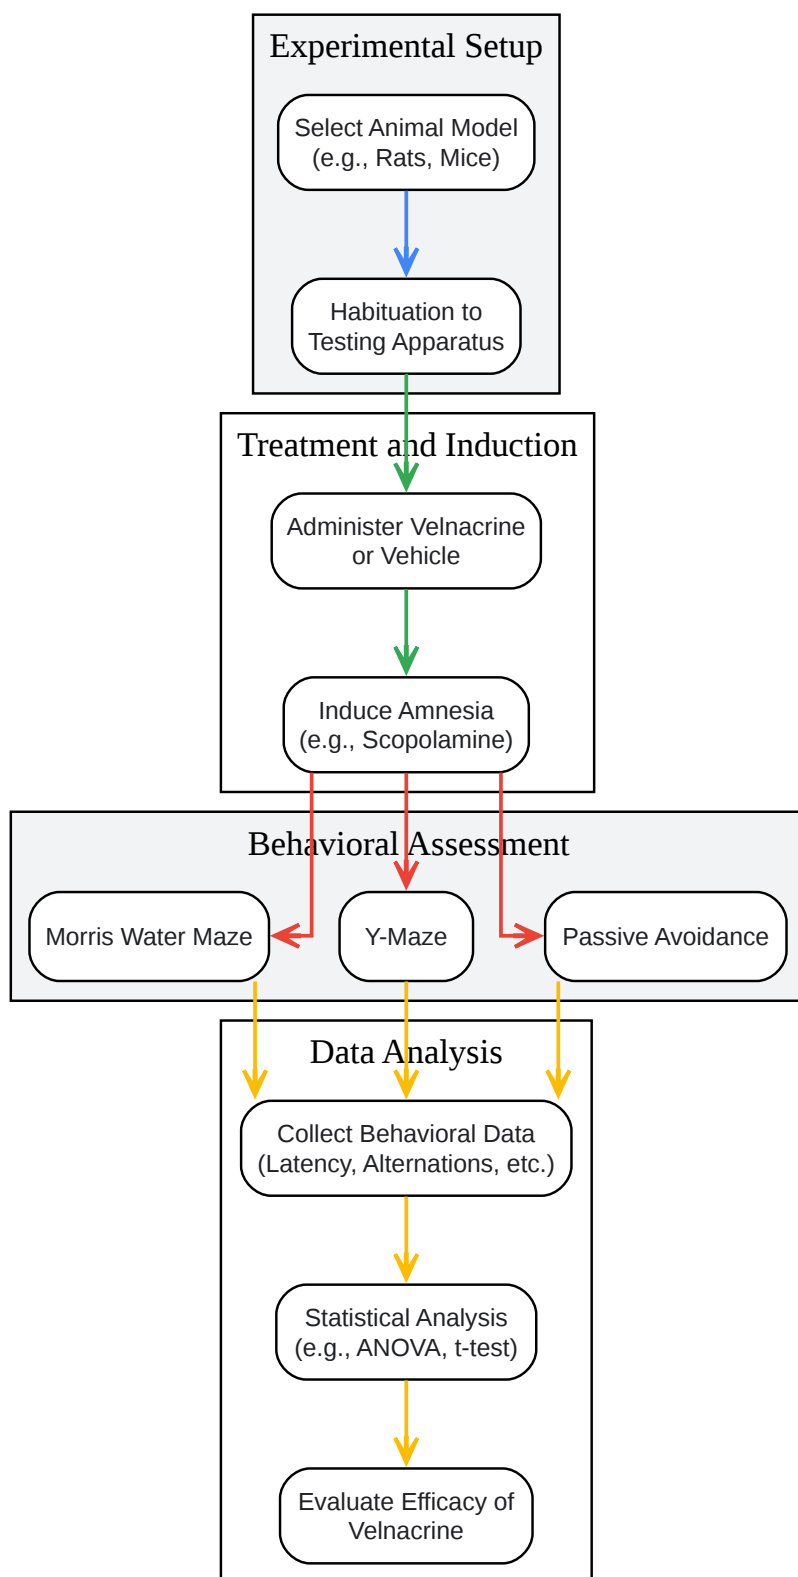 Experimental Setup
Select Animal Model
(e.g., Rats, Mice)
Habituation to
Testing Apparatus
Treatment and Induction
Administer Velnacrine
or Vehicle
Induce Amnesia
(e.g., Scopolamine)
Behavioral Assessment
Morris Water Maze
Y-Maze
Passive Avoidance
Data Analysis
Collect Behavioral Data
(Latency, Alternations, etc.)
Statistical Analysis
(e.g., ANOVA, t-test)
Evaluate Efficacy of
Velnacrine